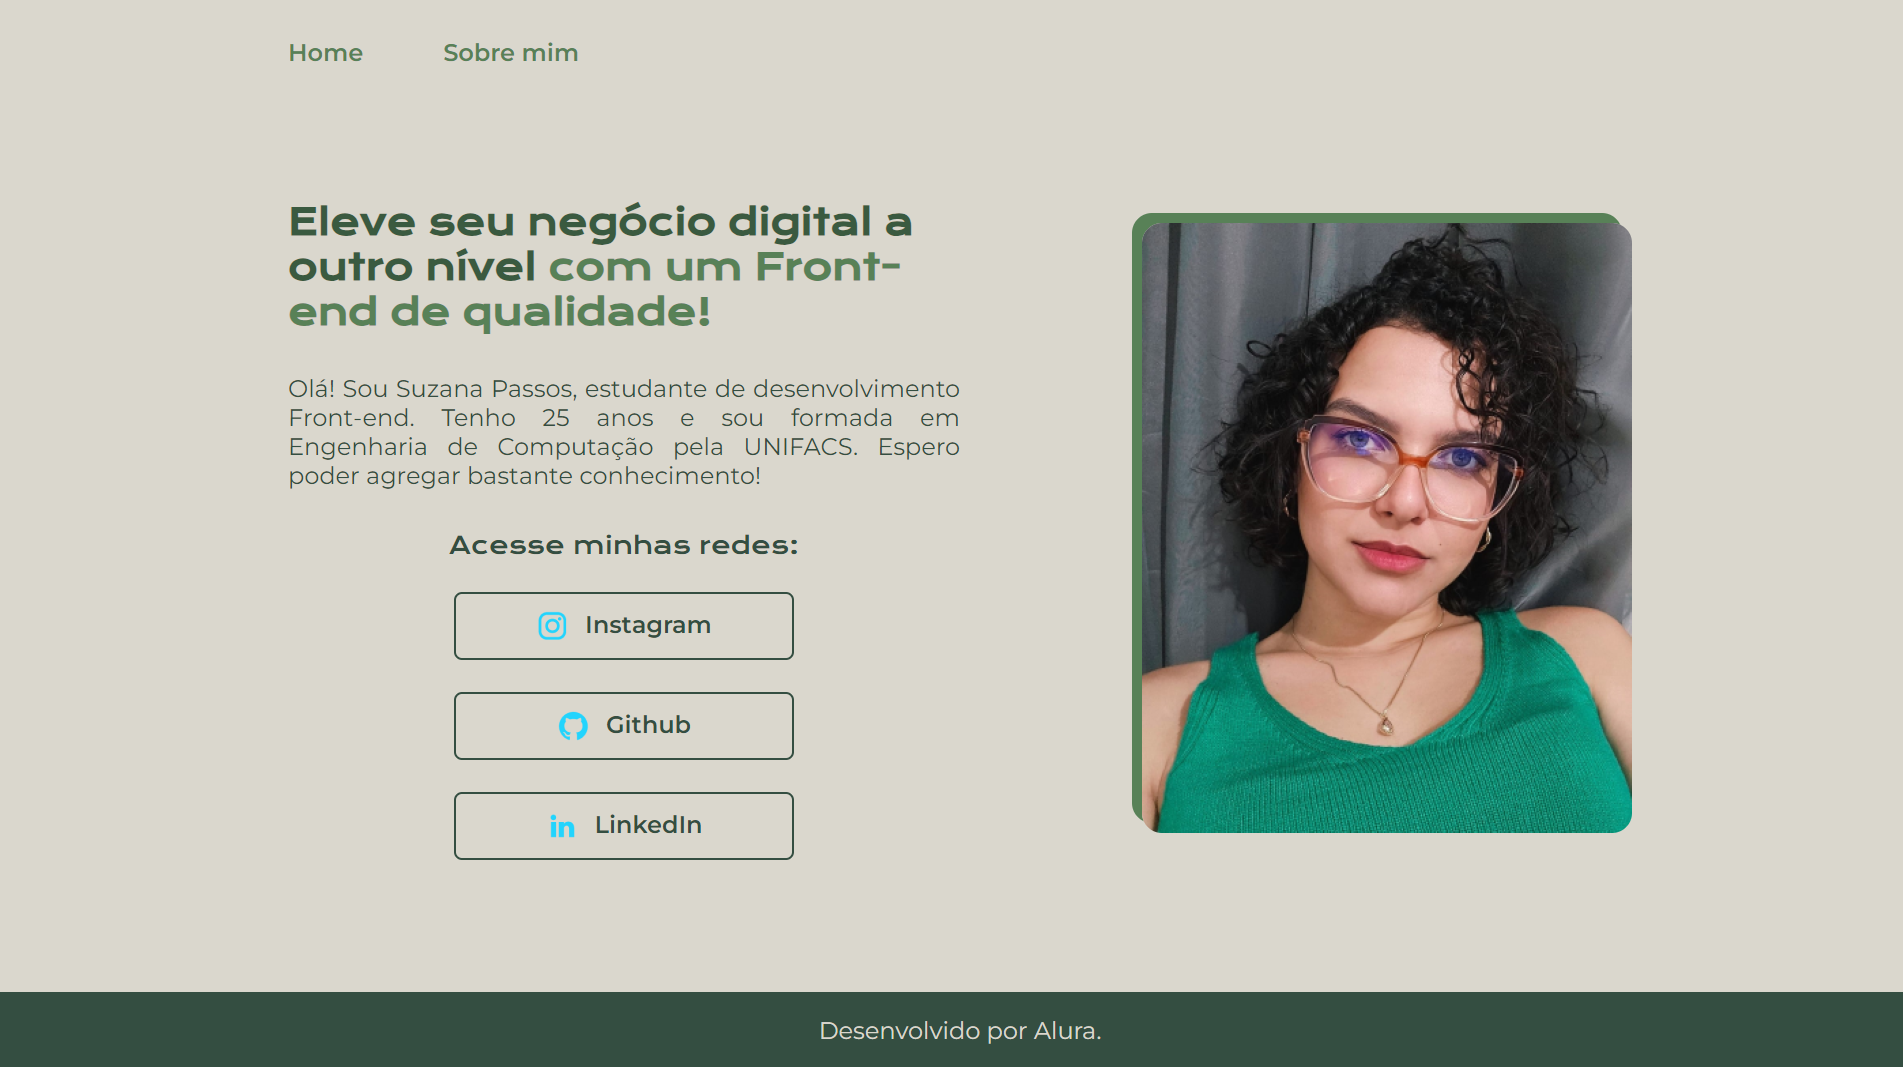 Home
Sobre mim
Eleve seu negócio digital a
outro nível com um Front-
end de qualidade!
Olá! Sou Suzana Passos, estudante de desenvolvimento
Front-end. Tenho 25 anos e sou formada em
Engenharia de Computação pela UNIFACS. Espero
poder agregar bastante conhecimento!
Acesse minhas redes:
Instagram
Github
LinkedIn
Desenvolvido por Alura.